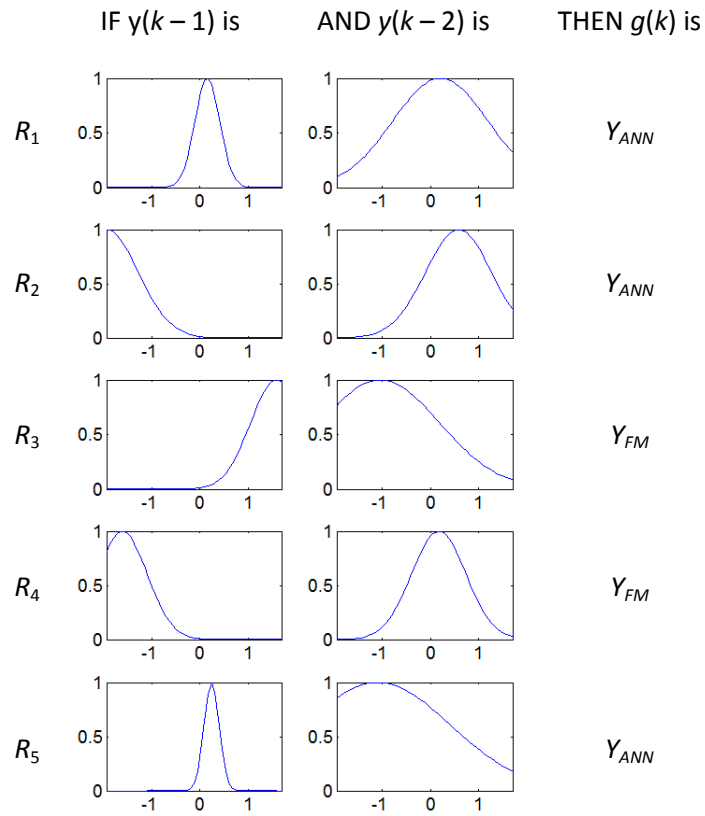 IF y(k – 1) is AND y(k – 2) is THEN g(k) is
R1 1 0.5 0 -1 0 1 1 0.5 0 -1 0 1 YANN
R2 1 0.5 0 -1 0 1 1 0.5 0 -1 0 1 YANN
R3 1 0.5 0 -1 0 1 1 0.5 0 -1 0 1 YFM
R4 1 0.5 0 -1 0 1 1 0.5 0 -1 0 1 YFM
R5 1 0.5 0 -1 0 1 1 0.5 0 -1 0 1 YANN